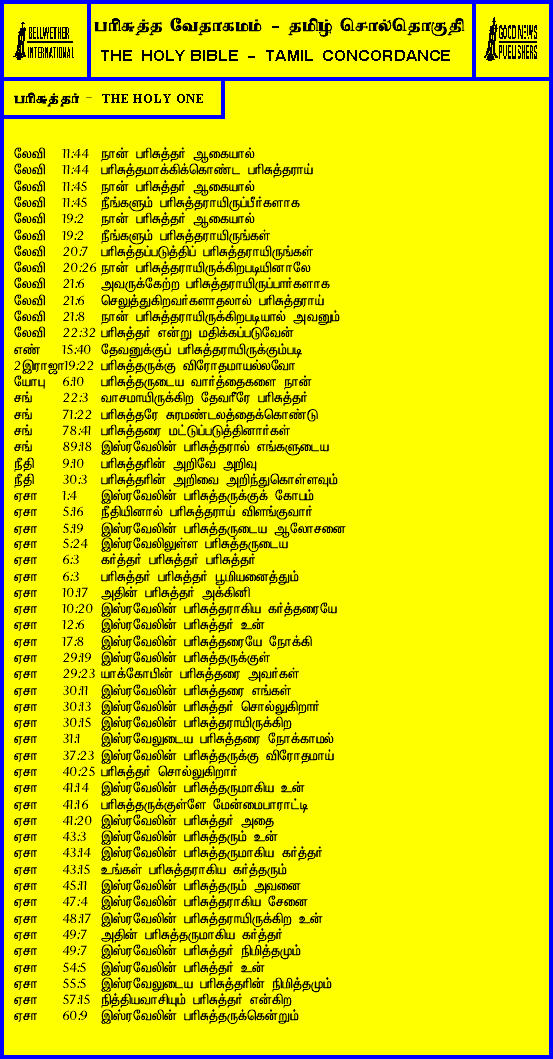 BELLWETHER
INTERNATIONAL
பரிசுத்த வேதாகமம் - தமிழ் சொல்தொகுதி
THE HOLY BIBLE - TAMIL CONCORDANCE
GOOD NEWS
PUBLISHERS
பரிசுத்தர் - THE HOLY ONE
லேவி 11:44 நான் பரிசுத்தர் ஆகையால்
லேவி 11:44 பரிசுத்தமாக்கிக்கொண்ட பரிசுத்தராய்
லேவி 11:45 நான் பரிசுத்தர் ஆகையால்
லேவி 11:45 நீங்களும் பரிசுத்தராயிருப்பீர்களாக
லேவி 19:2 நான் பரிசுத்தர் ஆகையால்
லேவி 19:2 நீங்களும் பரிசுத்தராயிருங்கள்
லேவி 20:7 பரிசுத்தப்படுத்திப் பரிசுத்தராயிருங்கள்
லேவி 20:26 நான் பரிசுத்தராயிருக்கிறபடியினாலே
லேவி 21:6 அவருக்கேற்ற பரிசுத்தராயிருப்பார்களாக
லேவி 21:6 செலுத்துகிறவர்களாதலால் பரிசுத்தராய்
லேவி 21:8 நான் பரிசுத்தராயிருக்கிறபடியால் அவனும்
லேவி 22:32 பரிசுத்தர் என்று மதிக்கப்படுவேன்
எண் 15:40 தேவனுக்குப் பரிசுத்தராயிருக்கும்படி
2இராஜா19:22 பரிசுத்தருக்கு விரோதமாயல்லவோ
யோபு 6:10 பரிசுத்தருடைய வார்த்தைகளை நான்
சங் 22:3 வாசமாயிருக்கிற தேவரீரே பரிசுத்தர்
சங் 71:22 பரிசுத்தரே சுரமண்டலத்தைக்கொண்டு
சங் 78:41 பரிசுத்தரை மட்டுப்படுத்தினார்கள்
சங் 89:18 இஸ்ரவேலின் பரிசுத்தரால் எங்களுடைய
நீதி 9:10 பரிசுத்தரின் அறிவே அறிவு
நீதி 30:3 பரிசுத்தரின் அறிவை அறிந்துகொள்ளவும்
ஏசா 1:4 இஸ்ரவேலின் பரிசுத்தருக்குக் கோபம்
ஏசா 5:16 நீதியினால் பரிசுத்தராய் விளங்குவார்
ஏசா 5:19 இஸ்ரவேலின் பரிசுத்தருடைய ஆலோசனை
ஏசா 5:24 இஸ்ரவேலிலுள்ள பரிசுத்தருடைய
ஏசா 6:3 கர்த்தர் பரிசுத்தர் பரிசுத்தர்
ஏசா 6:3 பரிசுத்தர் பரிசுத்தர் பூமியனைத்தும்
ஏசா 10:17 அதின் பரிசுத்தர் அக்கினி
ஏசா 10:20 இஸ்ரவேலின் பரிசுத்தராகிய கர்த்தரையே
ஏசா 12:6 இஸ்ரவேலின் பரிசுத்தர் உன்
ஏசா 17:8 இஸ்ரவேலின் பரிசுத்தரையே நோக்கி
ஏசா 29:19 இஸ்ரவேலின் பரிசுத்தருக்குள்
ஏசா 29:23 யாக்கோபின் பரிசுத்தரை அவர்கள்
ஏசா 30:11 இஸ்ரவேலின் பரிசுத்தரை எங்கள்
ஏசா 30:13 இஸ்ரவேலின் பரிசுத்தர் சொல்லுகிறார்
ஏசா 30:15 இஸ்ரவேலின் பரிசுத்தராயிருக்கிற
ஏசா 31:1 இஸ்ரவேலுடைய பரிசுத்தரை நோக்காமல்
ஏசா 37:23 இஸ்ரவேலின் பரிசுத்தருக்கு விரோதமாய்
ஏசா 40:25 பரிசுத்தர் சொல்லுகிறார்
ஏசா 41:14 இஸ்ரவேலின் பரிசுத்தருமாகிய உன்
ஏசா 41:16 பரிசுத்தருக்குள்ளே மேன்மைபாராட்டி
ஏசா 41:20 இஸ்ரவேலின் பரிசுத்தர் அதை
ஏசா 43:3 இஸ்ரவேலின் பரிசுத்தரும் உன்
ஏசா 43:14 இஸ்ரவேலின் பரிசுத்தருமாகிய கர்த்தர்
ஏசா 43:15 உங்கள் பரிசுத்தராகிய கர்த்தரும்
ஏசா 45:11 இஸ்ரவேலின் பரிசுத்தரும் அவனை
ஏசா 47:4 இஸ்ரவேலின் பரிசுத்தராகிய சேனை
ஏசா 48:17 இஸ்ரவேலின் பரிசுத்தராயிருக்கிற உன்
ஏசா 49:7 அதின் பரிசுத்தருமாகிய கர்த்தர்
ஏசா 49:7 இஸ்ரவேலின் பரிசுத்தர் நிமித்தமும்
ஏசா 54:5 இஸ்ரவேலின் பரிசுத்தர் உன்
ஏசா 55:5 இஸ்ரவேலுடைய பரிசுத்தரின் நிமித்தமும்
ஏசா 57:15 நித்தியவாசியும் பரிசுத்தர் என்கிற
ஏசா 60:9 இஸ்ரவேலின் பரிசுத்தருக்கென்றும்